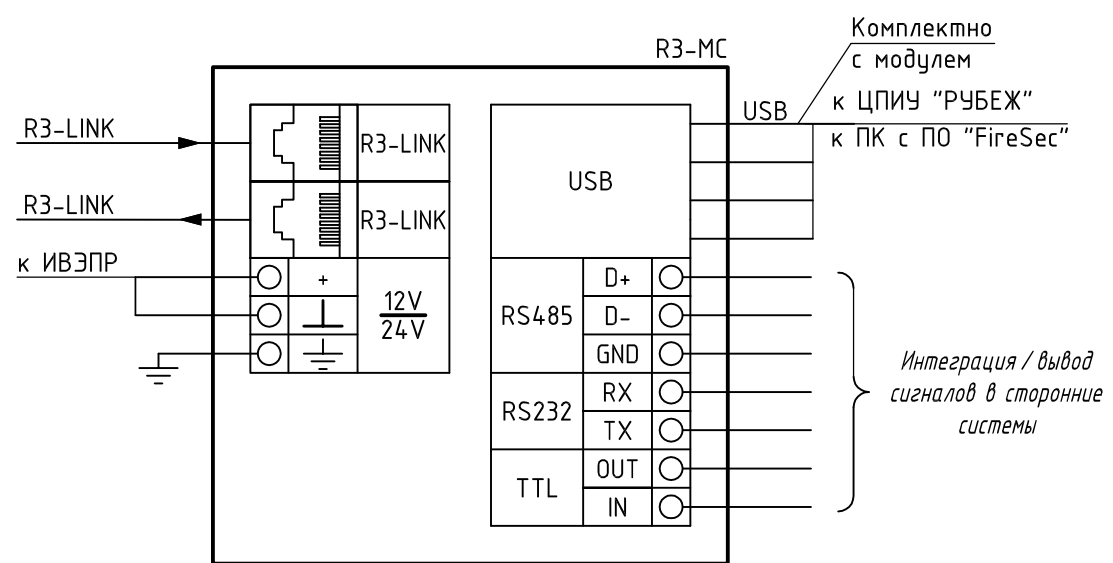 Комплектно
с модулем
R3-МС
USB
к ЦПИУ "РУБЕЖ"
к ПК с ПО "FireSec"
R3-LINK
R3-LINK
R3-LINK
R3-LINK
к ИВЭПР
+
12V
24V
USB
RS485
D+
D-
GND
RS232
RX
TX
TTL
OUT
IN
Интеграция / вывод
сигналов в сторонние
системы